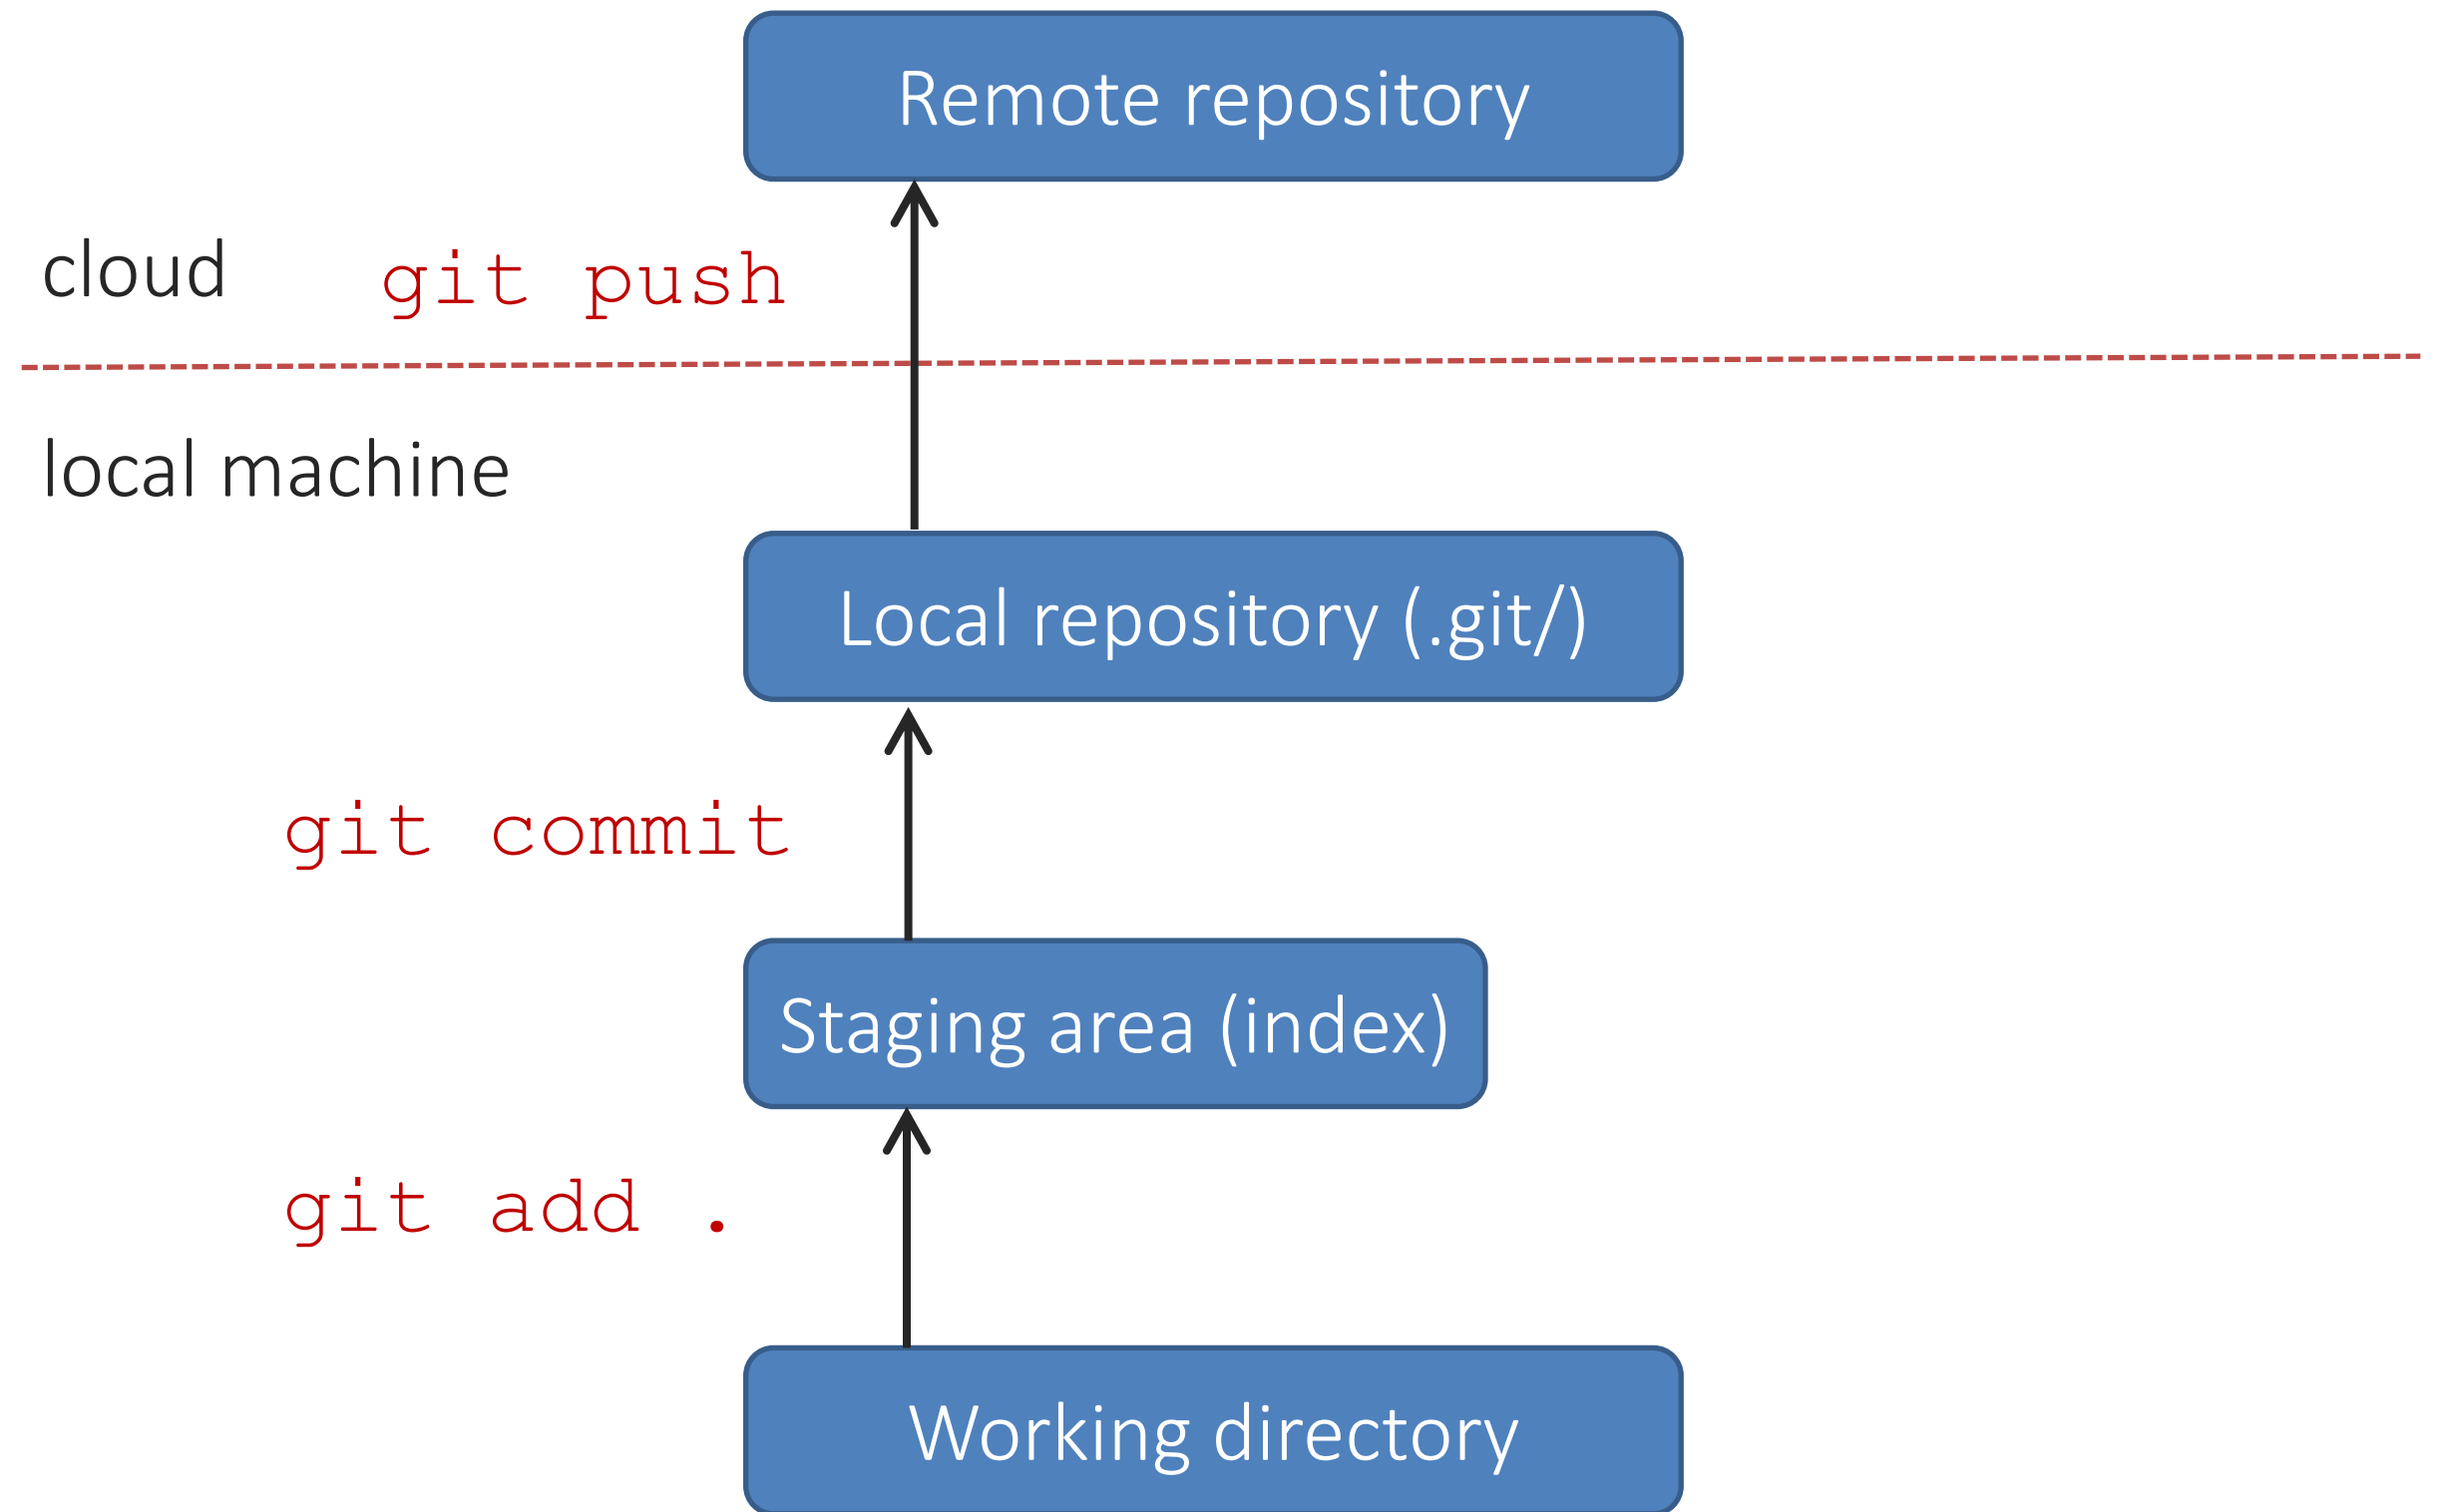 Remote repository
cloud
git push
local machine
Local repository (.git/)
git commit
Staging area (index)
git add .
Working directory